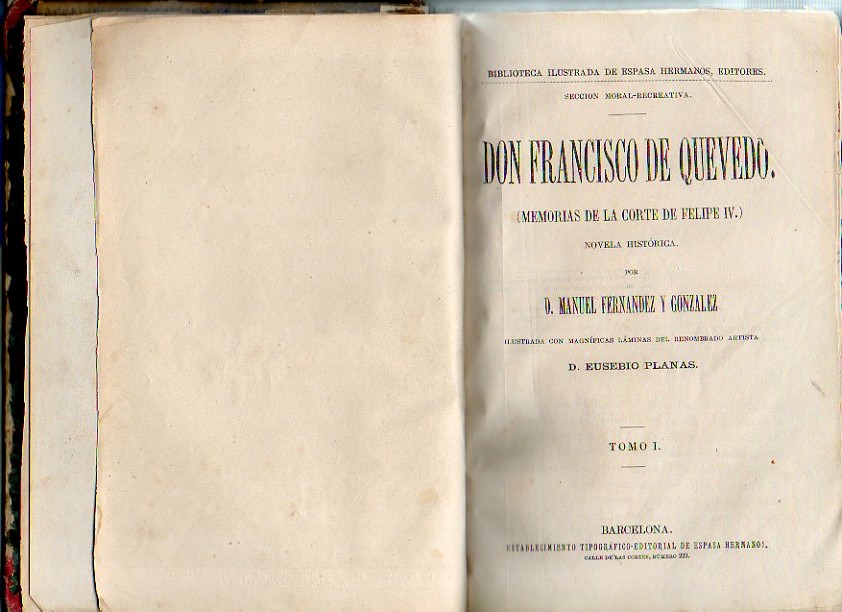 BIBLIOTECA ILUSTRADA DE ESPASA HERMANOS, EDITORES.
SECCION MORAL-RECREATIVA.
DON FRANCISCO DE QUEVEDO.
(MEMORIAS DE LA CORTE DE FELIPE IV.)
NOVELA HISTÓRICA.
POR
D. MANUEL FERNANDEZ Y GONZALEZ
ILUSTRADA CON MAGNÍFICAS LÁMINAS DEL RENOMBRADO ARTISTA
D. EUSEBIO PLANAS.
TOMO I.
BARCELONA.
ESTABLECIMIENTO TIPOGRÁFICO-EDITORIAL DE ESPASA HERMANOS,
CALLE DE LAS CORTES, NÚMERO 223.